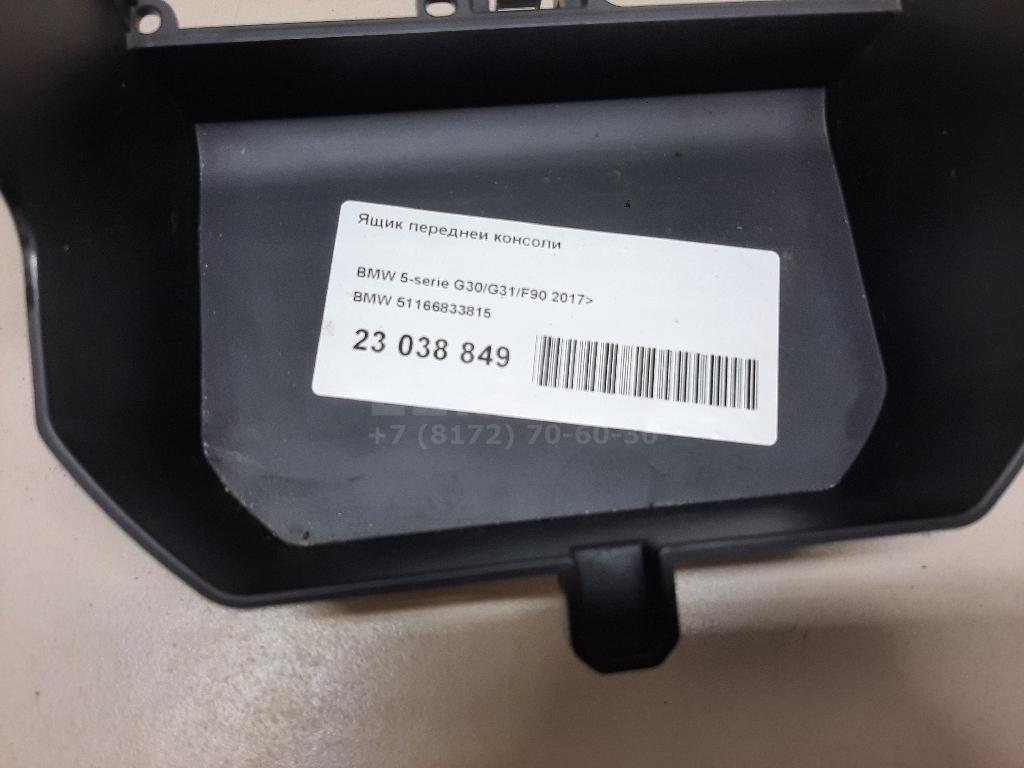 Ящик передней консоли
BMW 5-serie G30/G31/F90 2017>
BMW 51166833815
23 038 849
+7 (8172) 70-60-30